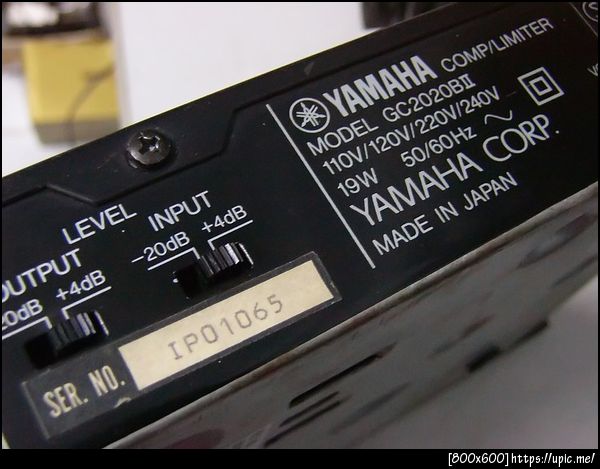 YAMAHA COMP/LIMITER
MODEL GC2020BII
110V/120V/220V/240V
19W 50/60Hz ~
YAMAHA CORP.
MADE IN JAPAN
LEVEL
INPUT
-20dB +4dB
OUTPUT
20dB +4dB
SER. NO. IP01065
[800x600]https://upic.me/